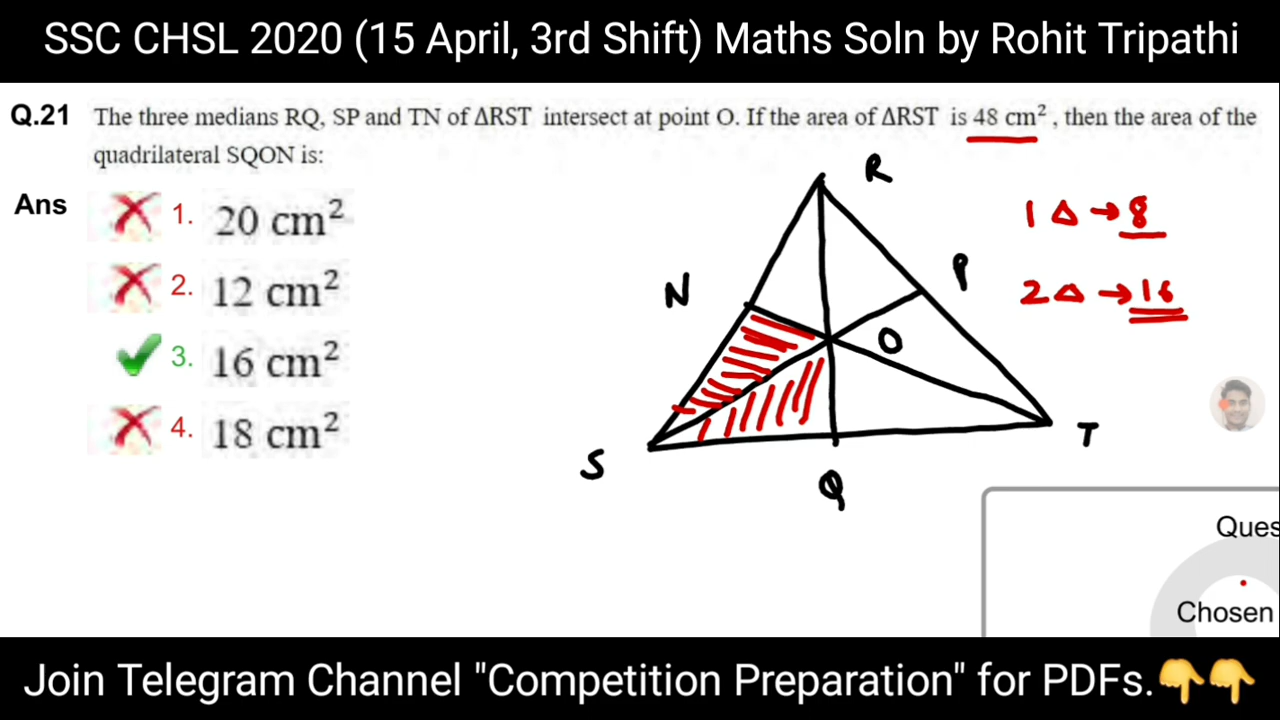 SSC CHSL 2020 (15 April, 3rd Shift) Maths Soln by Rohit Tripathi
Q.21 The three medians RQ, SP and TN of ΔRST intersect at point O. If the area of ΔRST is 48 cm², then the area of the
quadrilateral SQON is:
Ans
1. 20 cm²
2. 12 cm²
3. 16 cm²
4. 18 cm²
R
N
P
O
S
Q
T
1 Δ → 8
2 Δ → 16
Ques
Chosen
Join Telegram Channel "Competition Preparation" for PDFs.👇👇